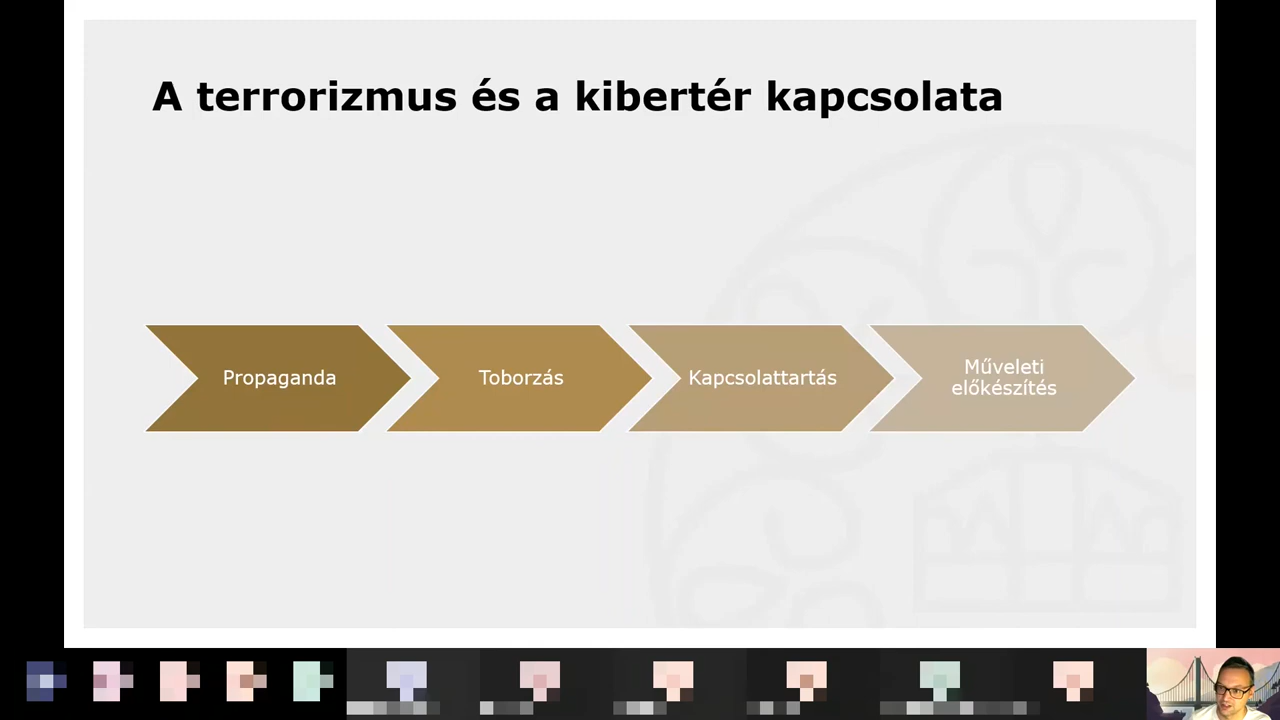 A terrorizmus és a kibertér kapcsolata
Propaganda
Toborzás
Kapcsolattartás
Műveleti
előkészítés